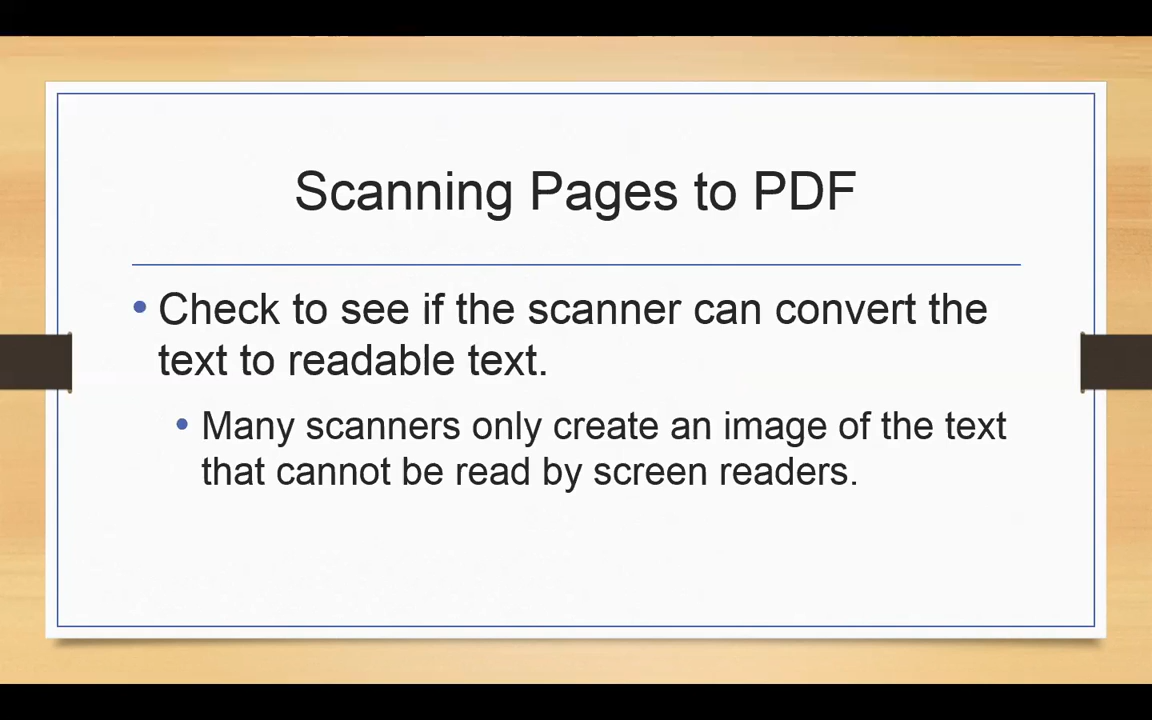 Scanning Pages to PDF
• Check to see if the scanner can convert the
text to readable text.
• Many scanners only create an image of the text
that cannot be read by screen readers.